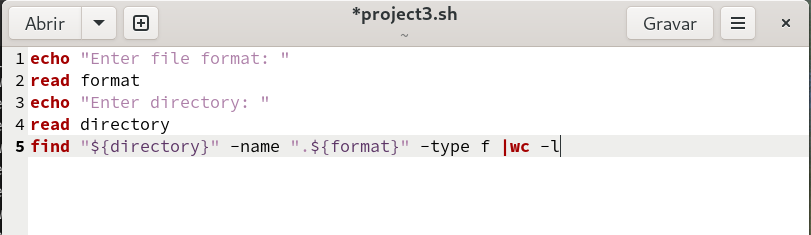 Abrir
*project3.sh
~
Gravar
1 echo "Enter file format: "
2 read format
3 echo "Enter directory: "
4 read directory
5 find "${directory}" -name ".${format}" -type f |wc -l